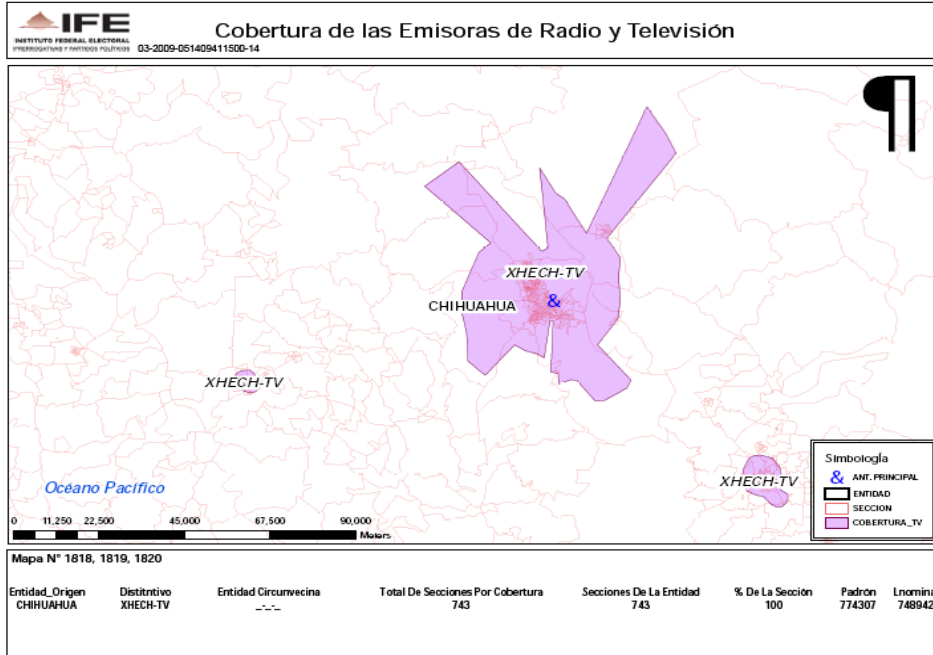 IFE
INSTITUTO FEDERAL ELECTORAL
PRERROGATIVAS Y PARTIDOS POLÍTICOS
03-2009-051409411500-14
Cobertura de las Emisoras de Radio y Televisión
¶
XHECH-TV
&
CHIHUAHUA
XHECH-TV
XHECH-TV
Océano Pacífico
0 11,250 22,500 45,000 67,500 90,000
Meters
Simbología
& ANT. PRINCIPAL
ENTIDAD
SECCION
COBERTURA_TV
Mapa N° 1818, 1819, 1820
Entidad_Origen Distitntivo Entidad Circunvecina Total De Secciones Por Cobertura Secciones De La Entidad % De La Sección Padrón Lnomina
CHIHUAHUA XHECH-TV _-_-_ 743 743 100 774307 748942